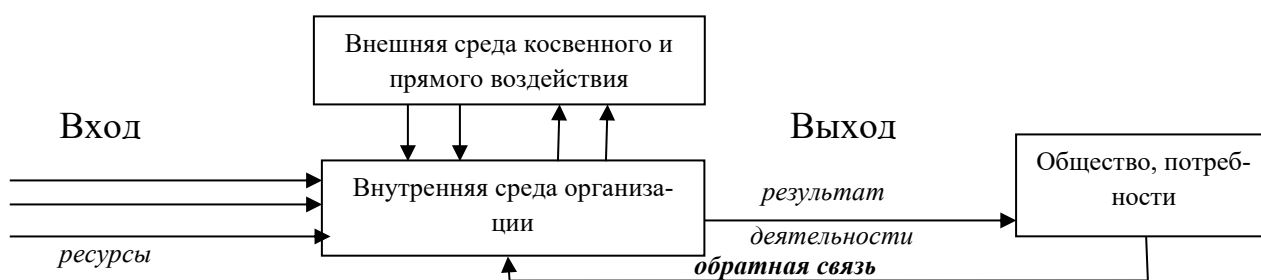 Внешняя среда косвенного и
прямого воздействия
Вход
Выход
Внутренняя среда организа-
ции
Общество, потреб-
ности
результат
деятельности
ресурсы
обратная связь